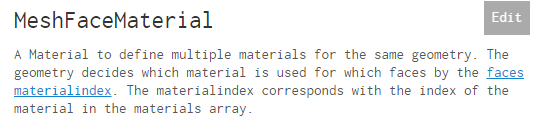 MeshFaceMaterial
Edit
A Material to define multiple materials for the same geometry. The
geometry decides which material is used for which faces by the faces
materialindex. The materialindex corresponds with the index of the
material in the materials array.